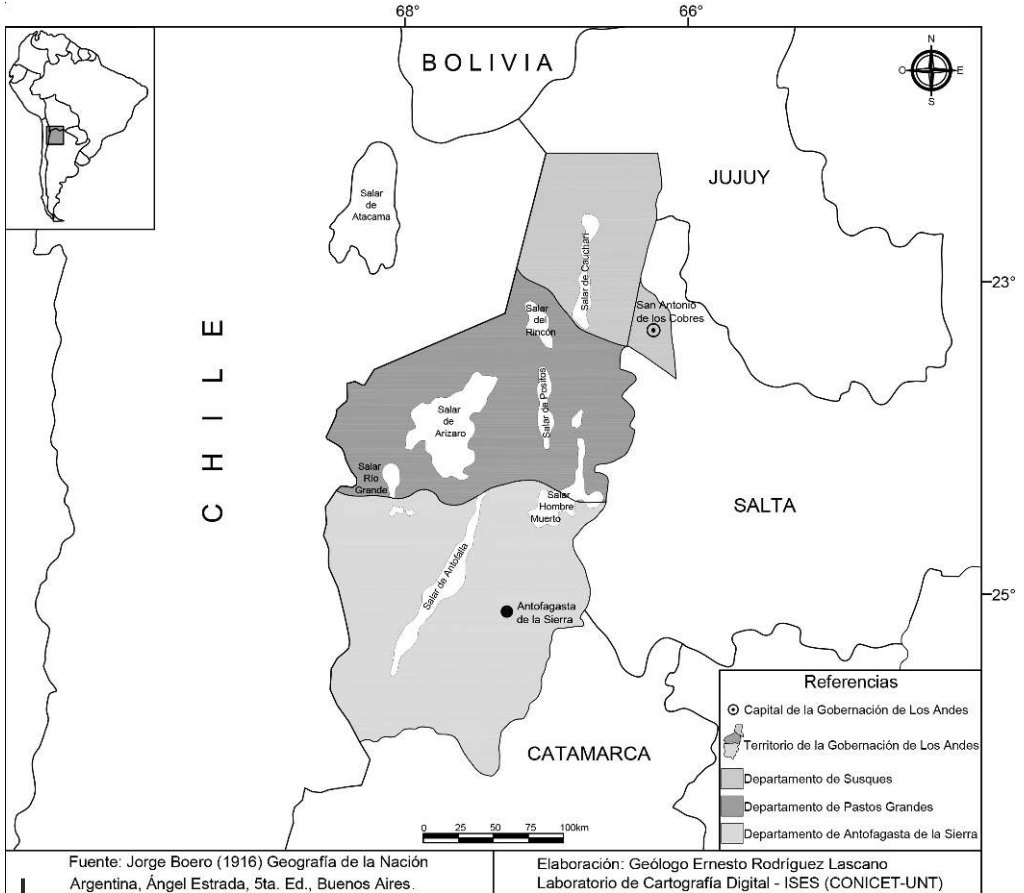 68°
66°
BOLIVIA
N
O
E
S
JUJUY
Salar
de
Atacama
Salar de Cauchari
23°
San Antonio
de los Cobres
Salar
del
Rincón
CHILE
Salar de Positos
Salar
de
Arizaro
Salar
Río
Grande
Salar
Hombre
Muerto
SALTA
Salar de Antofalla
25°
Antofagasta
de la Sierra
CATAMARCA
Referencias
Capital de la Gobernación de Los Andes
Territorio de la Gobernación de Los Andes
Departamento de Susques
Departamento de Pastos Grandes
Departamento de Antofagasta de la Sierra
0 25 50 75 100km
Fuente: Jorge Boero (1916) Geografía de la Nación
Argentina, Ángel Estrada, 5ta. Ed., Buenos Aires.
Elaboración: Geólogo Ernesto Rodríguez Lascano
Laboratorio de Cartografía Digital - ISES (CONICET-UNT)